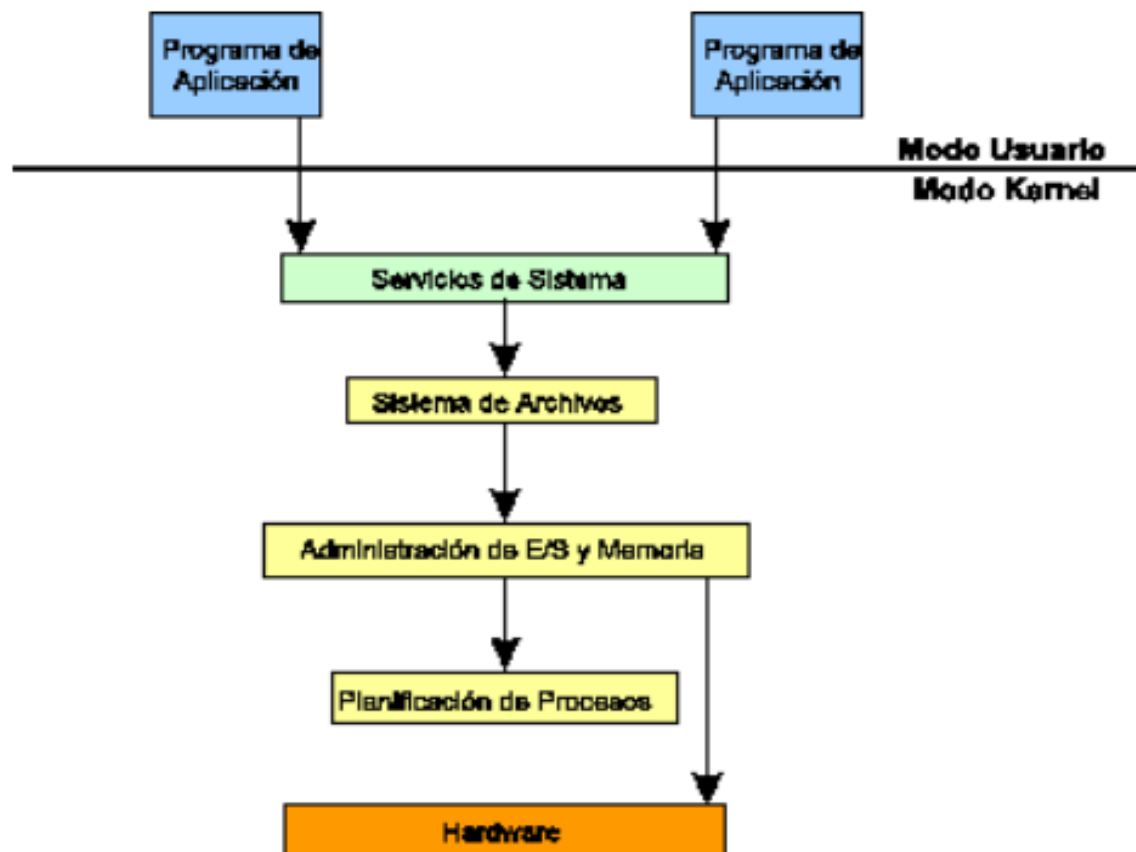 Programa de
Aplicación
Programa de
Aplicación
Modo Usuario
Modo Kernel
Servicios de Sistema
Sistema de Archivos
Administración de E/S y Memoria
Planificación de Procesos
Hardware